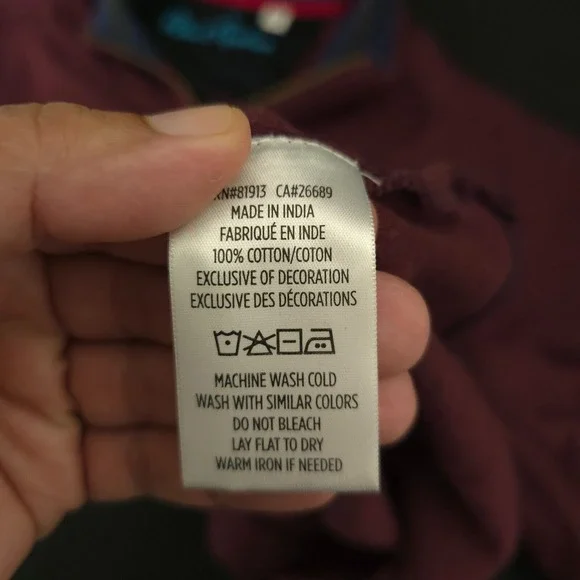 RN#81913 CA#26689
MADE IN INDIA
FABRIQUÉ EN INDE
100% COTTON/COTON
EXCLUSIVE OF DECORATION
EXCLUSIVE DES DÉCORATIONS
MACHINE WASH COLD
WASH WITH SIMILAR COLORS
DO NOT BLEACH
LAY FLAT TO DRY
WARM IRON IF NEEDED